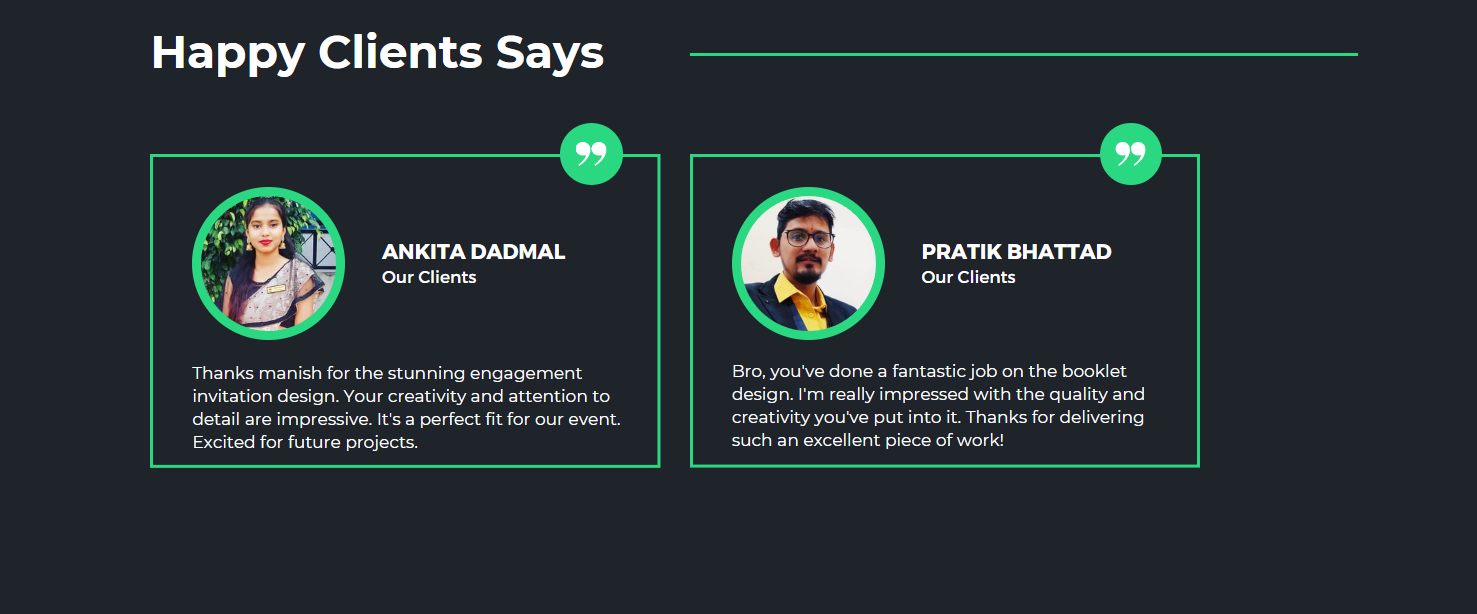 Happy Clients Says
ANKITA DADMAL
Our Clients
Thanks manish for the stunning engagement
invitation design. Your creativity and attention to
detail are impressive. It's a perfect fit for our event.
Excited for future projects.
PRATIK BHATTAD
Our Clients
Bro, you've done a fantastic job on the booklet
design. I'm really impressed with the quality and
creativity you've put into it. Thanks for delivering
such an excellent piece of work!